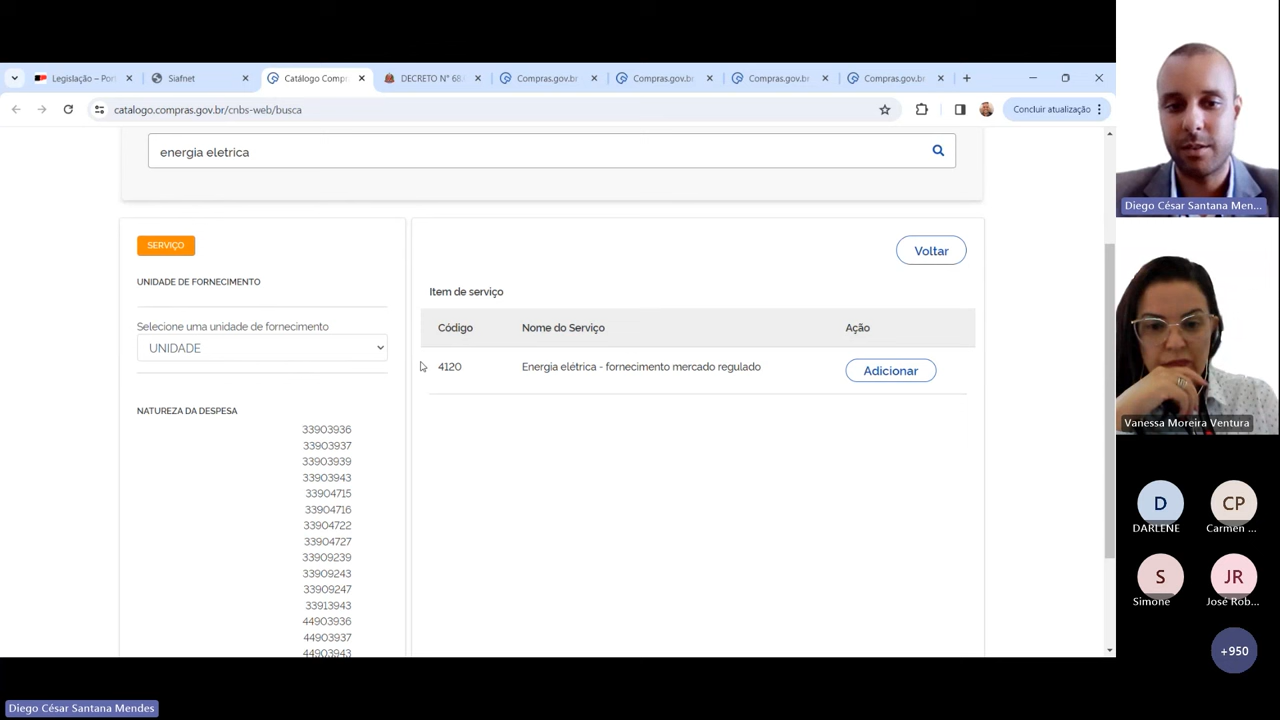 Legislação – Por
Siafnet
Catálogo Compr
DECRETO Nº 68.
Compras.gov.br
Compras.gov.br
Compras.gov.br
Compras.gov.br
catalogo.compras.gov.br/cnbs-web/busca
Concluir atualização
energia eletrica
SERVIÇO
UNIDADE DE FORNECIMENTO
Selecione uma unidade de fornecimento
UNIDADE
NATUREZA DA DESPESA
33903936
33903937
33903939
33903943
33904715
33904716
33904722
33904727
33909239
33909243
33909247
33913943
44903936
44903937
44903943
Voltar
Item de serviço
Código Nome do Serviço Ação
4120 Energia elétrica - fornecimento mercado regulado Adicionar
Diego César Santana Men...
Vanessa Moreira Ventura
D
DARLENE
CP
Carmen ...
S
Simone
JR
José Rob...
+950
Diego César Santana Mendes